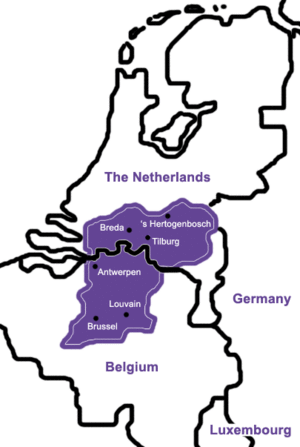 The Netherlands
's Hertogenbosch
Breda
Tilburg
Antwerpen
Germany
Louvain
Brussel
Belgium
Luxembourg